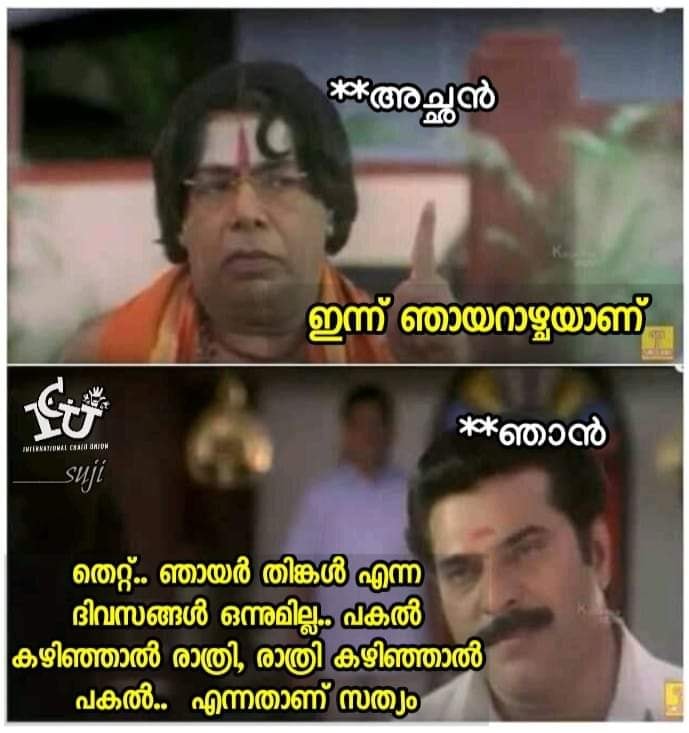 **അച്ഛൻ
ഇന്ന് ഞായറാഴ്ചയാണ്
ICU
INTERNATIONAL CHALU UNION
suji
**ഞാൻ
തെറ്റ്.. ഞായർ തിങ്കൾ എന്ന
ദിവസങ്ങൾ ഒന്നുമില്ല.. പകൽ
കഴിഞ്ഞാൽ രാത്രി, രാത്രി കഴിഞ്ഞാൽ
പകൽ.. എന്നതാണ് സത്യം